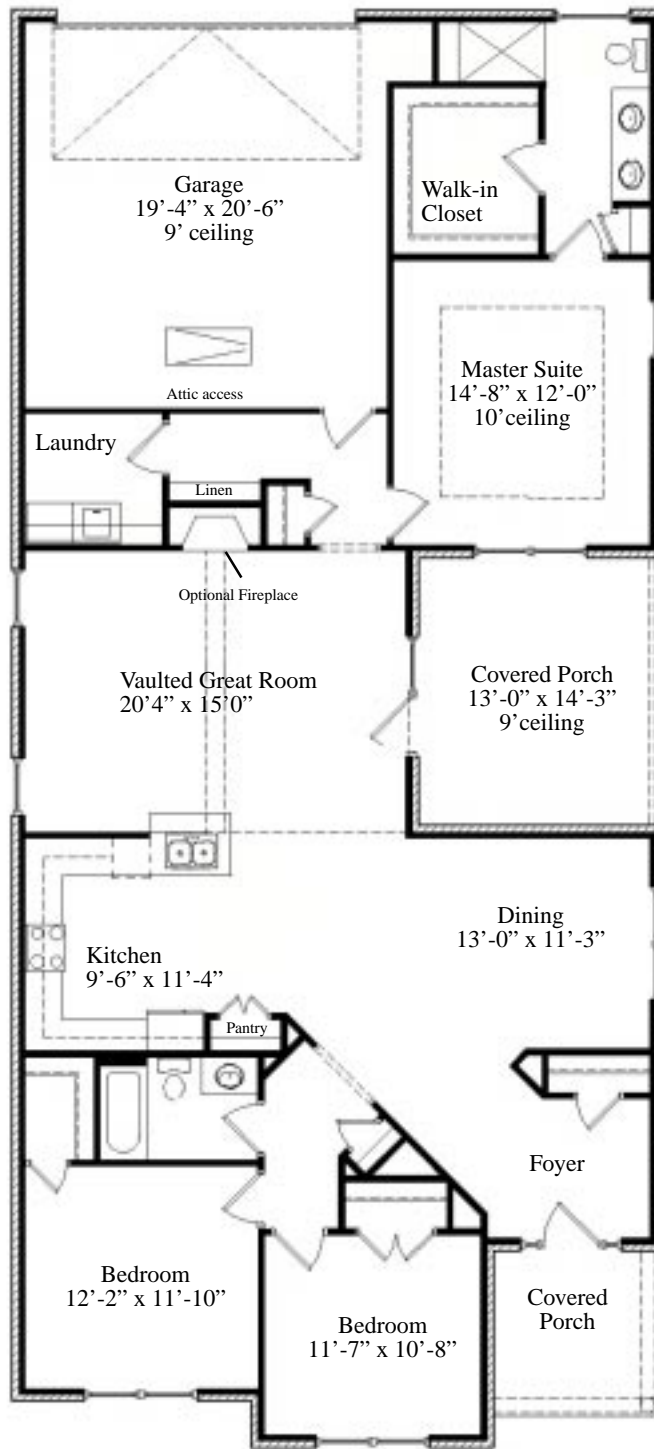 Garage
19’-4” x 20’-6”
9’ ceiling
Walk-in
Closet
Attic access
Master Suite
14’-8” x 12’-0”
10’ceiling
Laundry
Linen
Optional Fireplace
Vaulted Great Room
20’4” x 15’0”
Covered Porch
13’-0” x 14’-3”
9’ceiling
Dining
13’-0” x 11’-3”
Kitchen
9’-6” x 11’-4”
Pantry
Foyer
Bedroom
12’-2” x 11’-10”
Bedroom
11’-7” x 10’-8”
Covered
Porch